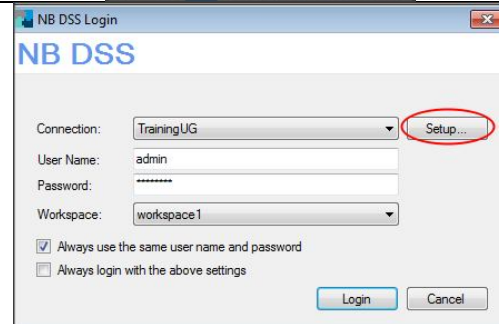 NB DSS Login
NB DSS
Connection: TrainingUG Setup...
User Name: admin
Password: ********
Workspace: workspace1
Always use the same user name and password
Always login with the above settings
Login Cancel